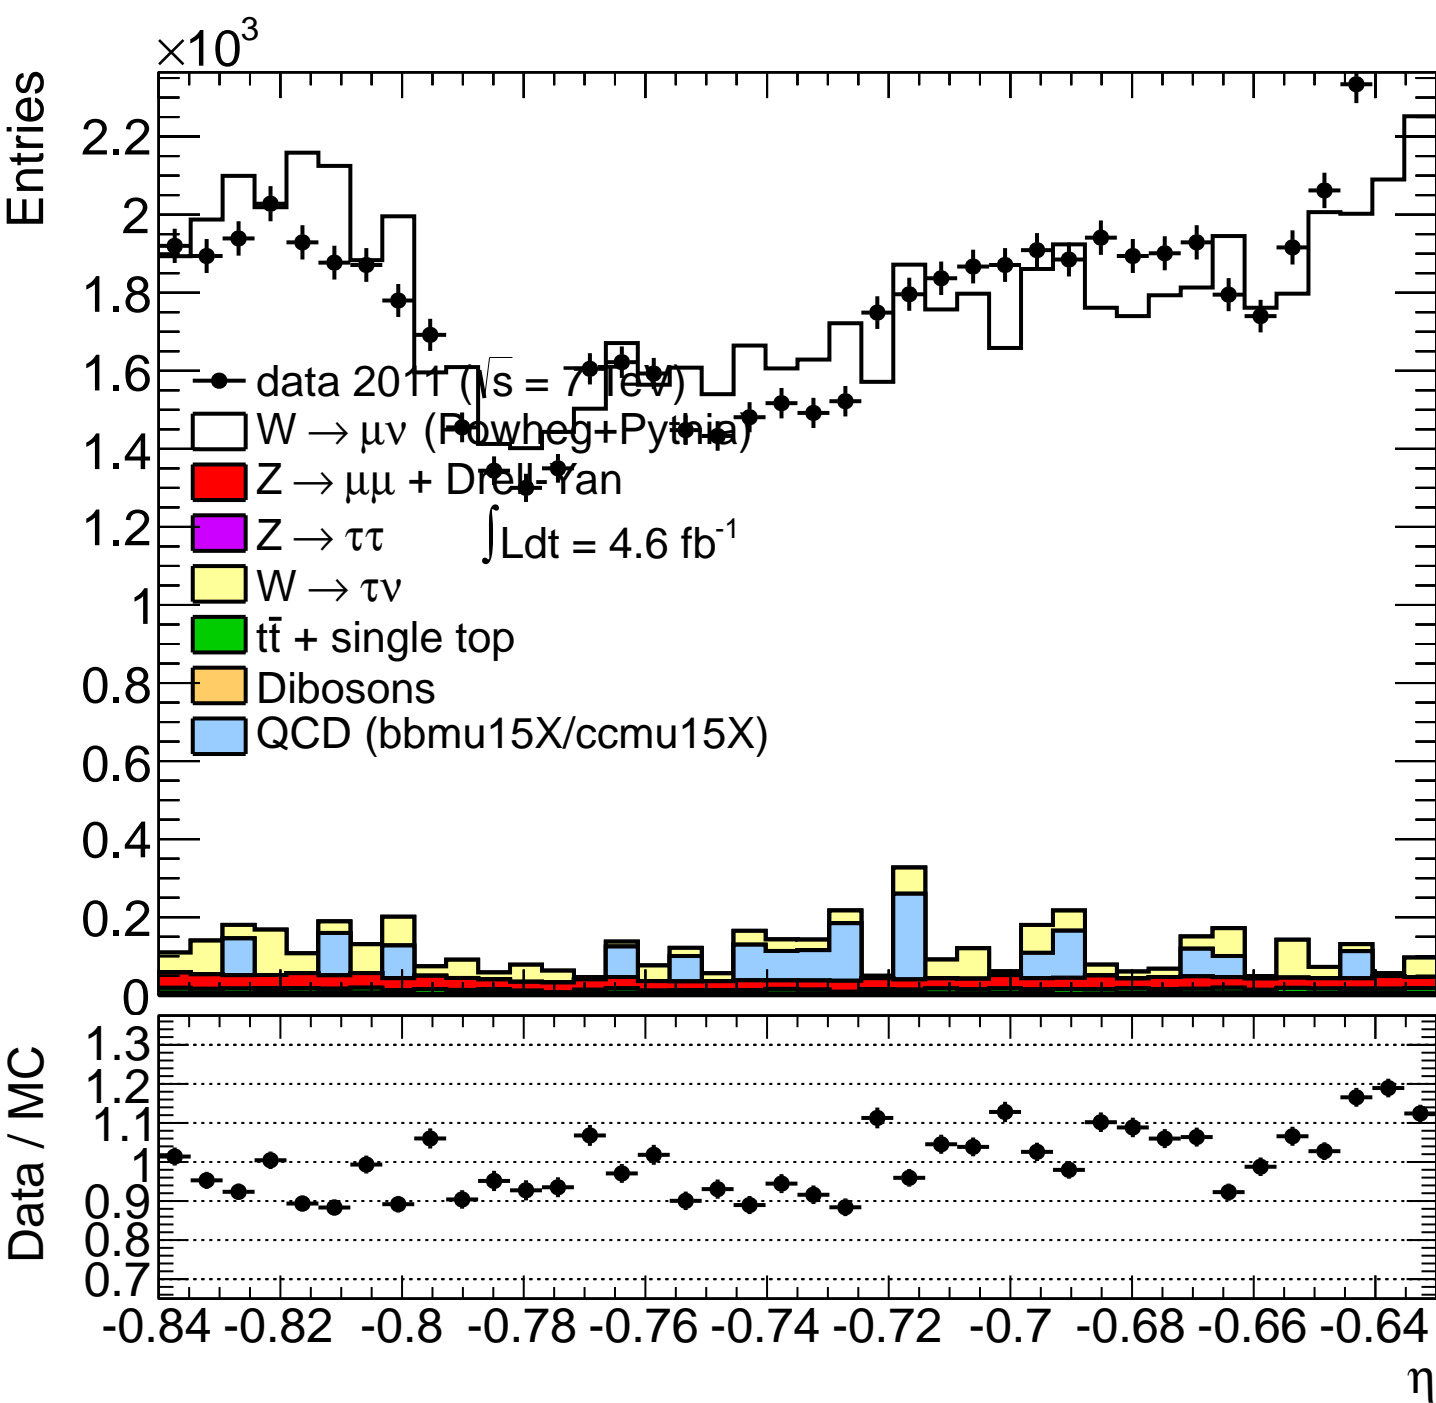 ×10³
Entries
2.2
2
1.8
1.6
1.4
1.2
1
0.8
0.6
0.4
0.2
0
data 2011 (√s = 7 TeV)
W → μν (Powheg+Pythia)
Z → μμ + Drell-Yan
Z → ττ
∫Ldt = 4.6 fb⁻¹
W → τν
tt̄ + single top
Dibosons
QCD (bbmu15X/ccmu15X)
Data / MC
1.3
1.2
1.1
1
0.9
0.8
0.7
-0.84 -0.82 -0.8 -0.78 -0.76 -0.74 -0.72 -0.7 -0.68 -0.66 -0.64
η